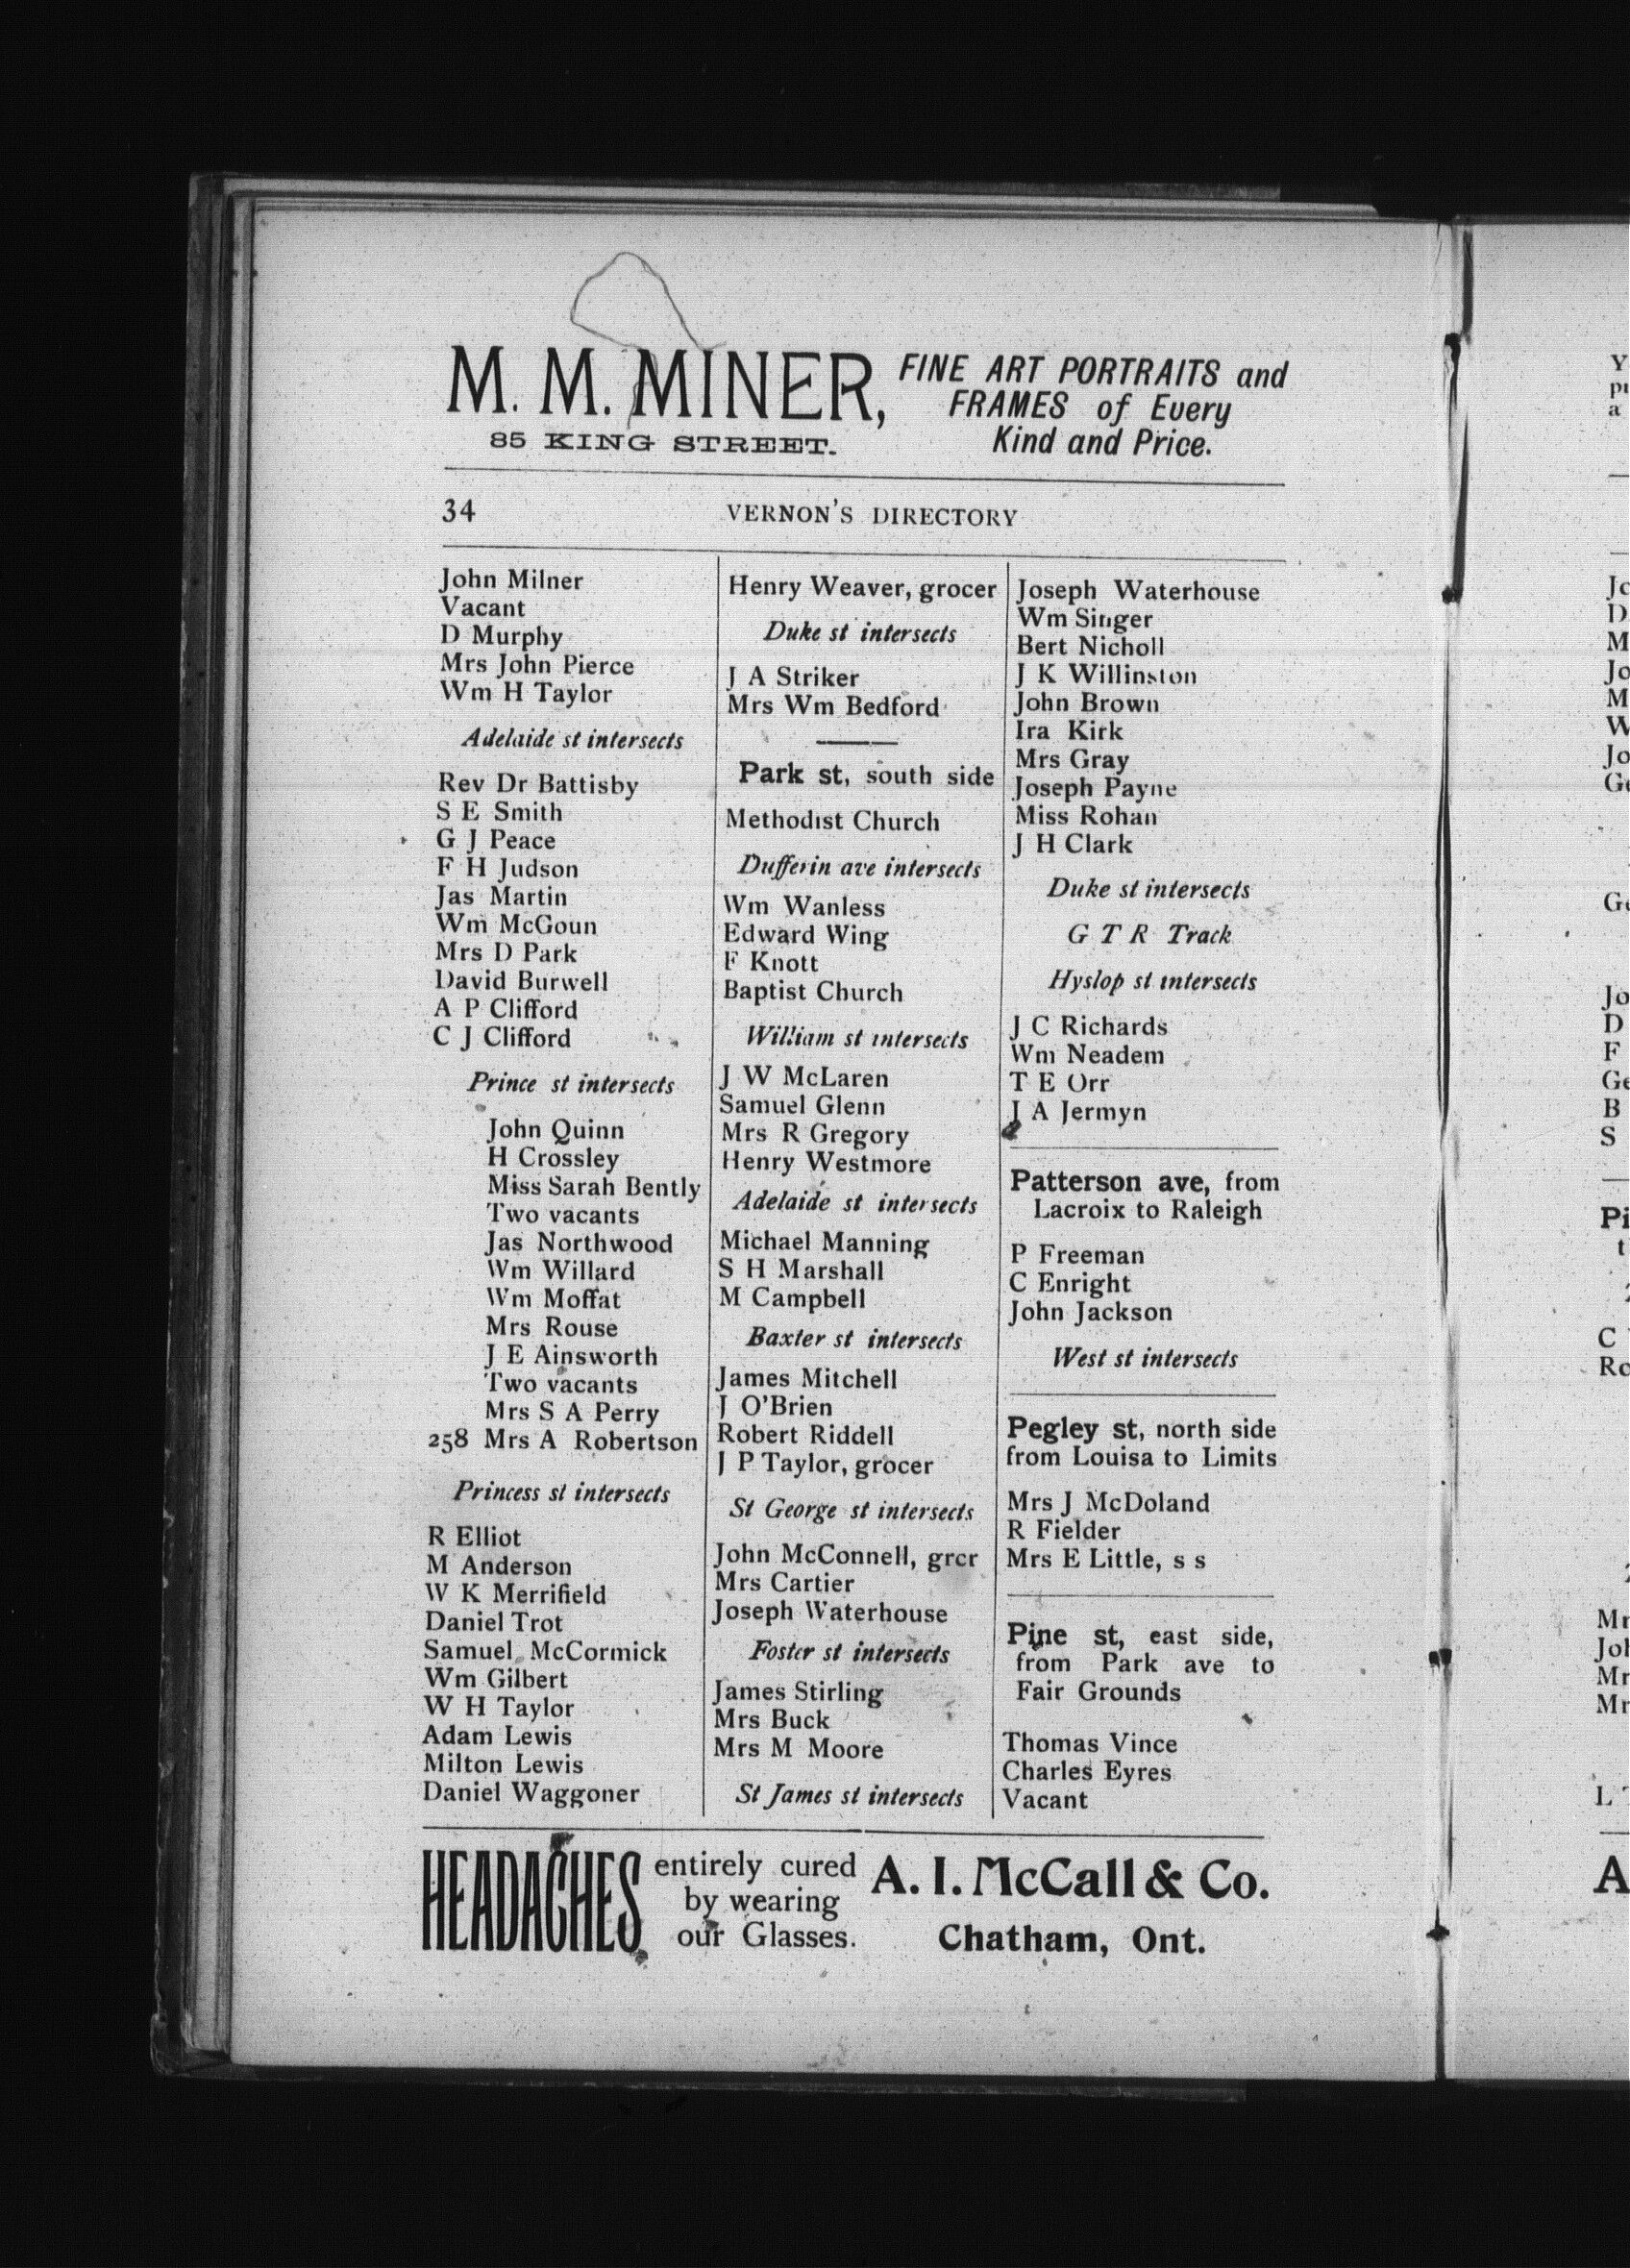 M. M. MINER,
85 KING STREET.
FINE ART PORTRAITS and
FRAMES of Every
Kind and Price.
34
VERNON'S DIRECTORY
John Milner
Vacant
D Murphy
Mrs John Pierce
Wm H Taylor
Adelaide st intersects
Rev Dr Battisby
S E Smith
G J Peace
F H Judson
Jas Martin
Wm McGoun
Mrs D Park
David Burwell
A P Clifford
C J Clifford
Prince st intersects
John Quinn
H Crossley
Miss Sarah Bently
Two vacants
Jas Northwood
Wm Willard
Wm Moffat
Mrs Rouse
J E Ainsworth
Two vacants
Mrs S A Perry
258 Mrs A Robertson
Princess st intersects
R Elliot
M Anderson
W K Merrifield
Daniel Trot
Samuel McCormick
Wm Gilbert
W H Taylor
Adam Lewis
Milton Lewis
Daniel Waggoner
Henry Weaver, grocer
Duke st intersects
J A Striker
Mrs Wm Bedford
Park st, south side
Methodist Church
Dufferin ave intersects
Wm Wanless
Edward Wing
F Knott
Baptist Church
William st intersects
J W McLaren
Samuel Glenn
Mrs R Gregory
Henry Westmore
Adelaide st intersects
Michael Manning
S H Marshall
M Campbell
Baxter st intersects
James Mitchell
J O'Brien
Robert Riddell
J P Taylor, grocer
St George st intersects
John McConnell, grcr
Mrs Cartier
Joseph Waterhouse
Foster st intersects
James Stirling
Mrs Buck
Mrs M Moore
St James st intersects
Joseph Waterhouse
Wm Singer
Bert Nicholl
J K Willinston
John Brown
Ira Kirk
Mrs Gray
Joseph Payne
Miss Rohan
J H Clark
Duke st intersects
G T R Track
Hyslop st intersects
J C Richards
Wm Neadem
T E Orr
J A Jermyn
Patterson ave, from
Lacroix to Raleigh
P Freeman
C Enright
John Jackson
West st intersects
Pegley st, north side
from Louisa to Limits
Mrs J McDoland
R Fielder
Mrs E Little, s s
Pine st, east side,
from Park ave to
Fair Grounds
Thomas Vince
Charles Eyres
Vacant
HEADACHES
entirely cured
by wearing
our Glasses.
A. I. McCall & Co.
Chatham, Ont.